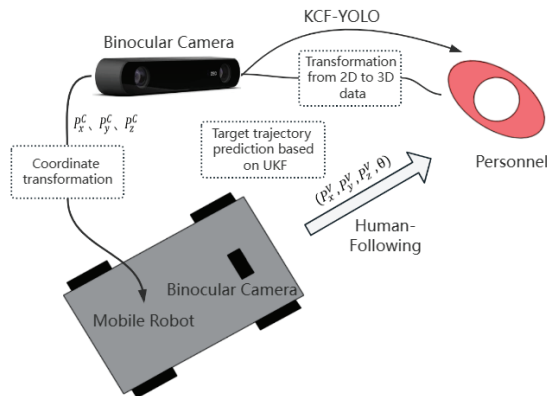 KCF-YOLO
Binocular Camera
Transformation
from 2D to 3D
data
P_x^C、P_y^C、P_z^C
Coordinate
transformation
Target trajectory
prediction based
on UKF
Personnel
(P_x^V,P_y^V,P_z^V,θ)
Human-
Following
Binocular Camera
Mobile Robot